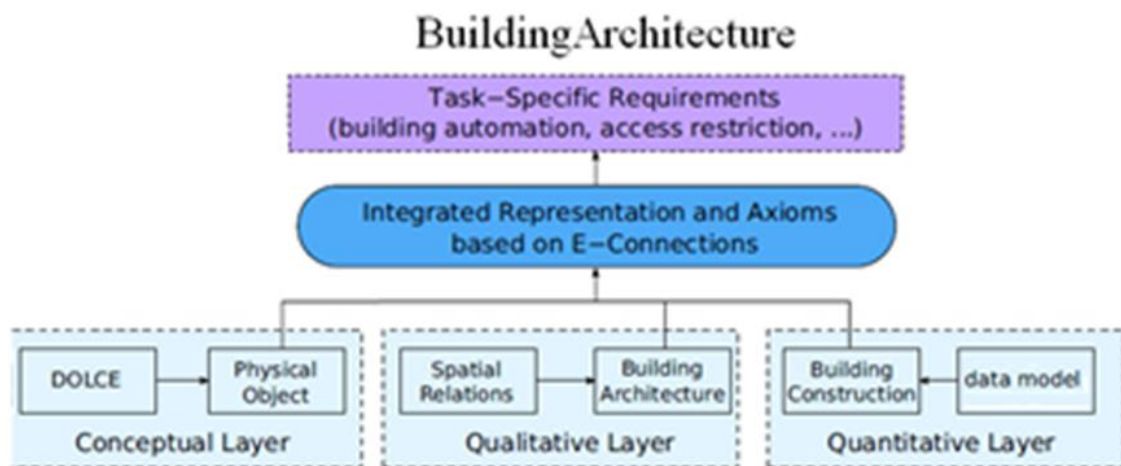 BuildingArchitecture
Task−Specific Requirements
(building automation, access restriction, ...)
Integrated Representation and Axioms
based on E−Connections
DOLCE
Physical
Object
Conceptual Layer
Spatial
Relations
Building
Architecture
Qualitative Layer
Building
Construction
data model
Quantitative Layer